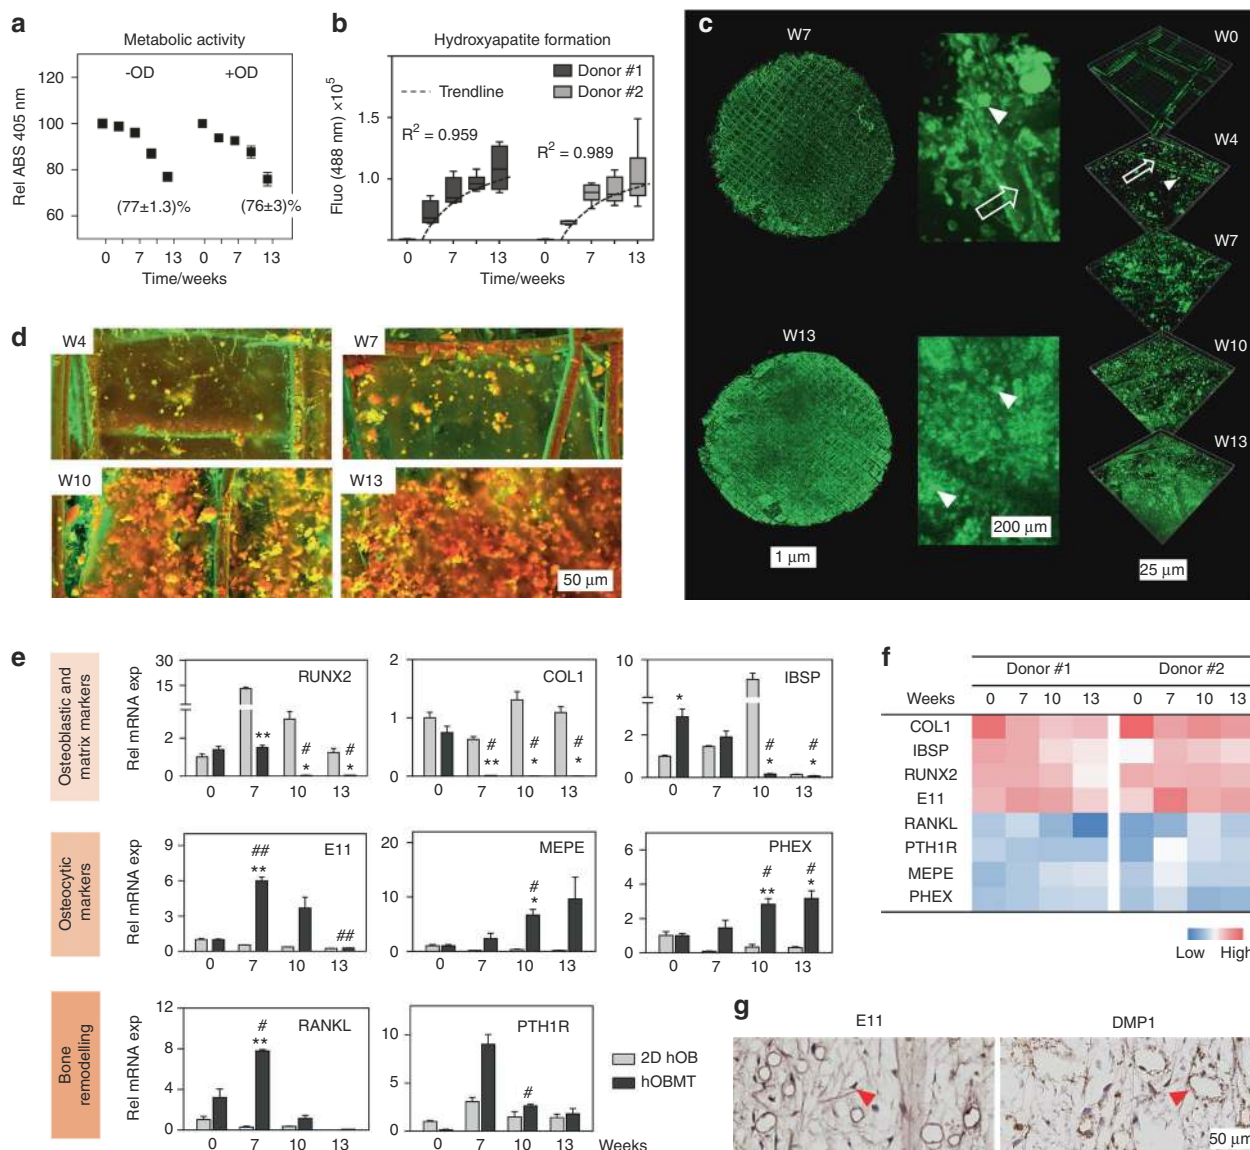 a
Metabolic activity
-OD
+OD
Rel ABS 405 nm
120
100
80
60
(77±1.3)%
(76±3)%
0
7
13
0
7
13
Time/weeks
b
Hydroxyapatite formation
Fluo (488 nm) ×10⁵
1.5
1.0
Donor #1
Donor #2
Trendline
R² = 0.959
R² = 0.989
0
7
13
0
7
13
Time/weeks
c
W7
W13
1 μm
200 μm
W0
W4
W7
W10
W13
25 μm
d
W4
W7
W10
W13
50 μm
e
Osteoblastic and
matrix markers
Rel mRNA exp
RUNX2
30
15
2
0
**
#
*
#
*
0
7
10
13
COL1
2
1
0
#
**
#
*
#
*
0
7
10
13
IBSP
10
2
0
*
#
*
#
*
0
7
10
13
Osteocytic
markers
Rel mRNA exp
E11
9
6
3
0
##
**
##
0
7
10
13
MEPE
20
10
0
#
*
0
7
10
13
PHEX
6
4
2
0
#
**
#
*
0
7
10
13
Bone
remodelling
Rel mRNA exp
RANKL
12
8
4
0
#
**
0
7
10
13
PTH1R
10
5
0
#
0
7
10
13
Weeks
2D hOB
hOBMT
f
Donor #1
Donor #2
Weeks
0
7
10
13
0
7
10
13
COL1
IBSP
RUNX2
E11
RANKL
PTH1R
MEPE
PHEX
Low
High
g
E11
DMP1
50 μm